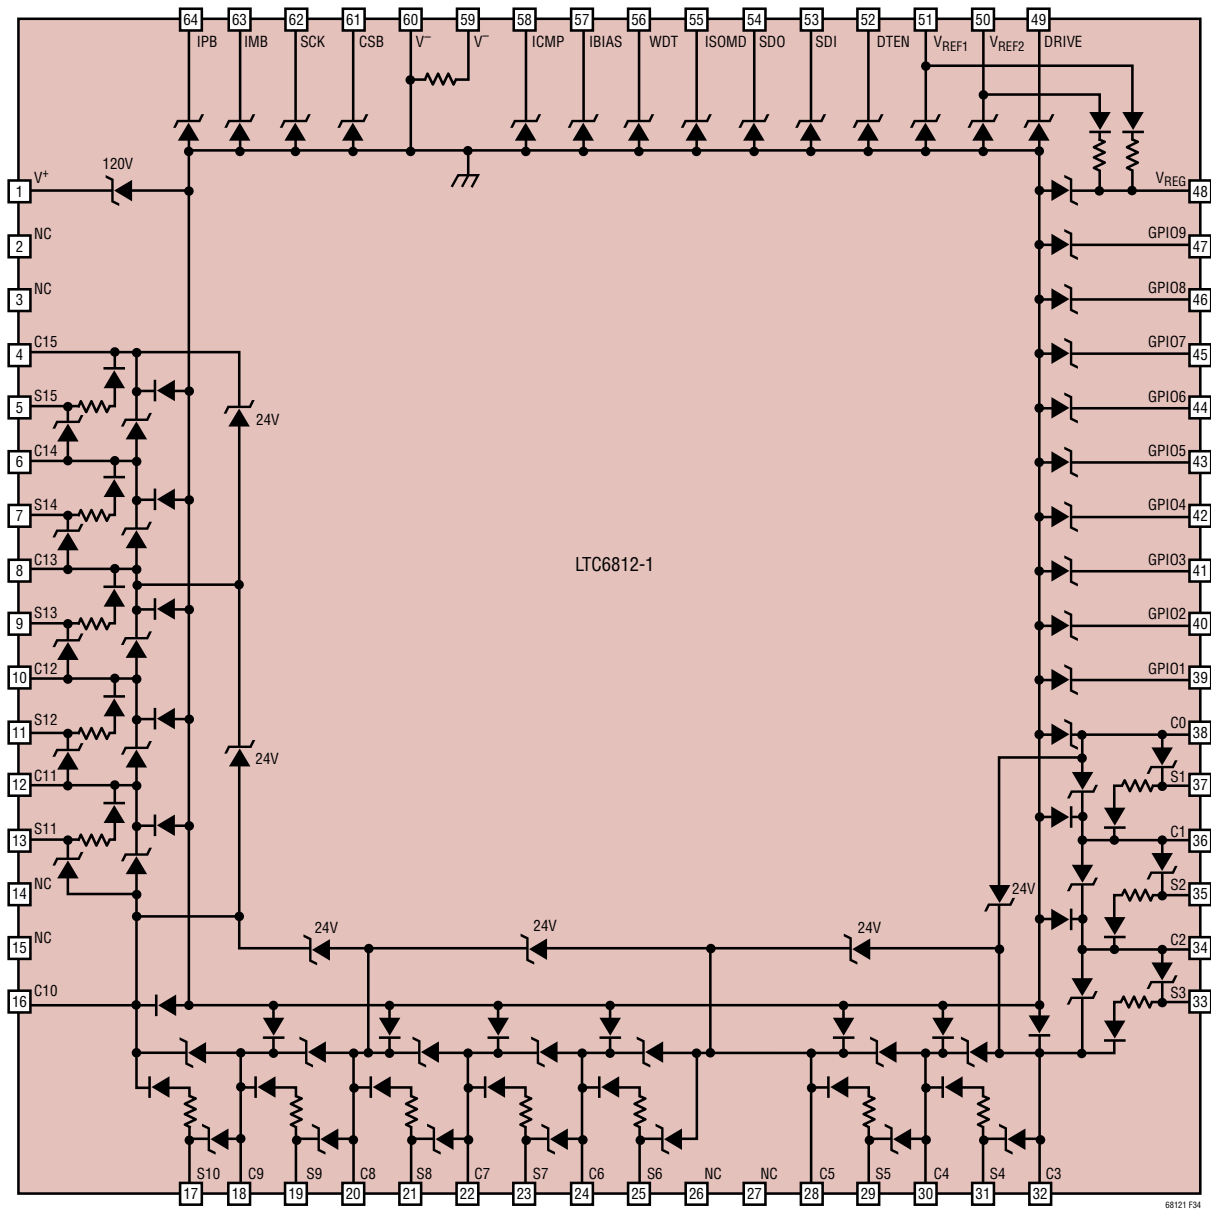 64 63 62 61 60 59 58 57 56 55 54 53 52 51 50 49
IPB IMB SCK CSB V– V– ICMP IBIAS WDT ISOMD SDO SDI DTEN VREF1 VREF2 DRIVE
120V
1 V+
VREG 48
2 NC
GPIO9 47
3 NC
GPIO8 46
4 C15
GPIO7 45
5 S15
GPIO6 44
24V
6 C14
GPIO5 43
7 S14
GPIO4 42
8 C13
LTC6812-1
GPIO3 41
9 S13
GPIO2 40
10 C12
GPIO1 39
11 S12
C0 38
24V
12 C11
S1 37
13 S11
C1 36
14 NC
24V
S2 35
15 NC
24V 24V 24V
C2 34
16 C10
S3 33
S10 C9 S9 C8 S8 C7 S7 C6 S6 NC NC C5 S5 C4 S4 C3
17 18 19 20 21 22 23 24 25 26 27 28 29 30 31 32
68121 F34